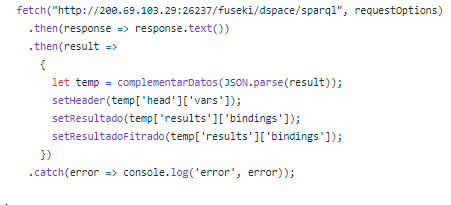 fetch("http://200.69.103.29:26237/fuseki/dspace/sparql", requestOptions)
.then(response => response.text())
.then(result =>
{
let temp = complementarDatos(JSON.parse(result));
setHeader(temp['head']['vars']);
setResultado(temp['results']['bindings']);
setResultadoFitrado(temp['results']['bindings']);
})
.catch(error => console.log('error', error));